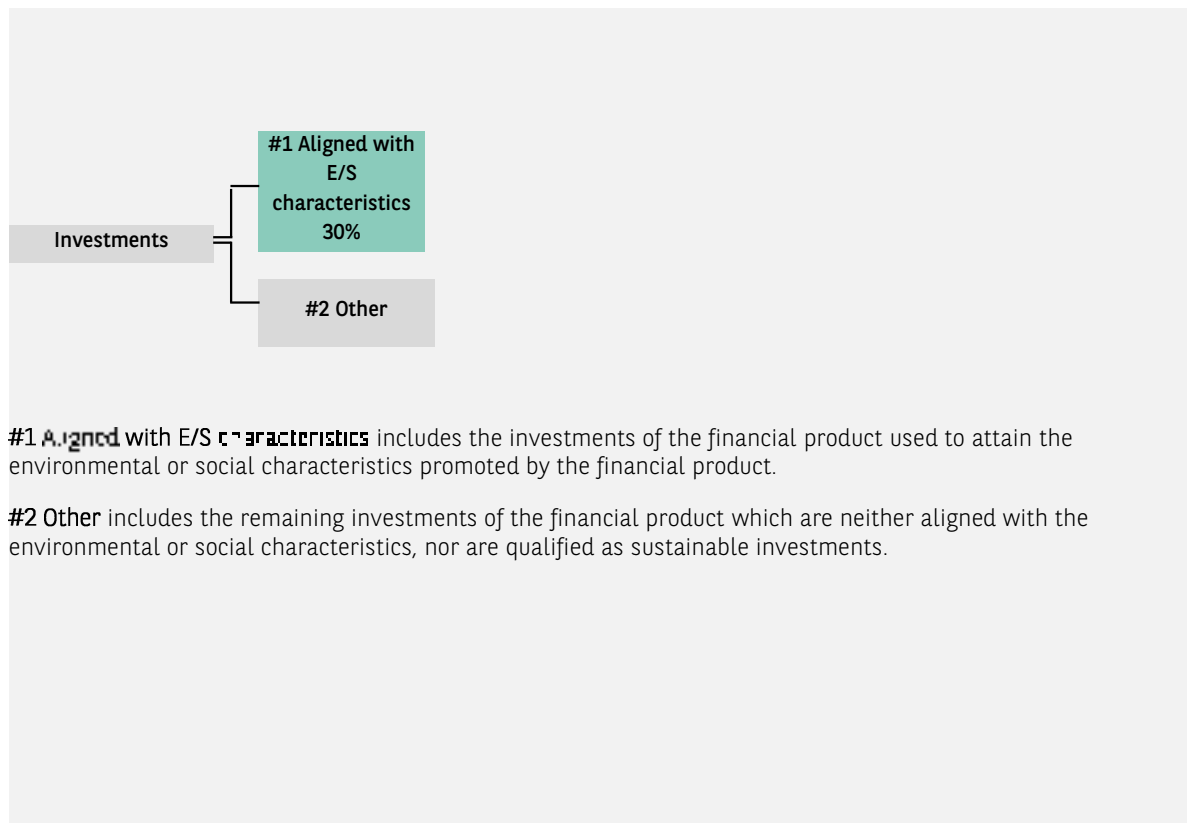 #1 Aligned with
E/S
characteristics
30%
Investments
#2 Other
#1 Aligned with E/S characteristics includes the investments of the financial product used to attain the
environmental or social characteristics promoted by the financial product.
#2 Other includes the remaining investments of the financial product which are neither aligned with the
environmental or social characteristics, nor are qualified as sustainable investments.